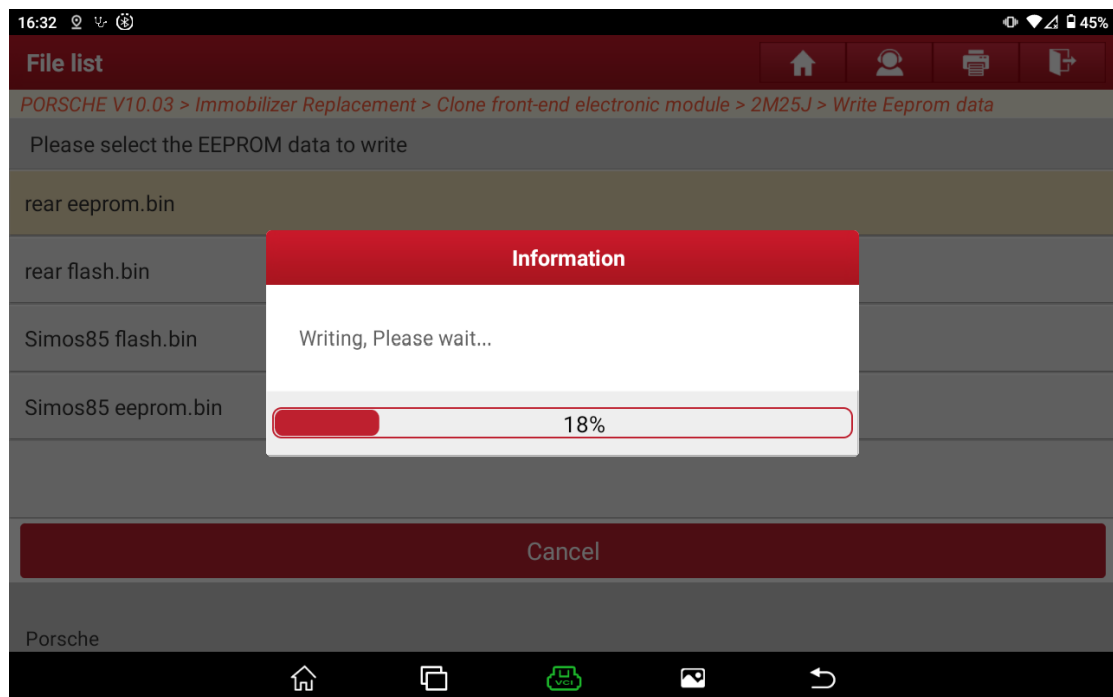 16:32 45%
File list
PORSCHE V10.03 > Immobilizer Replacement > Clone front-end electronic module > 2M25J > Write Eeprom data
Please select the EEPROM data to write
rear eeprom.bin
rear flash.bin
Simos85 flash.bin
Simos85 eeprom.bin
Information
Writing, Please wait...
18%
Cancel
Porsche
VCI